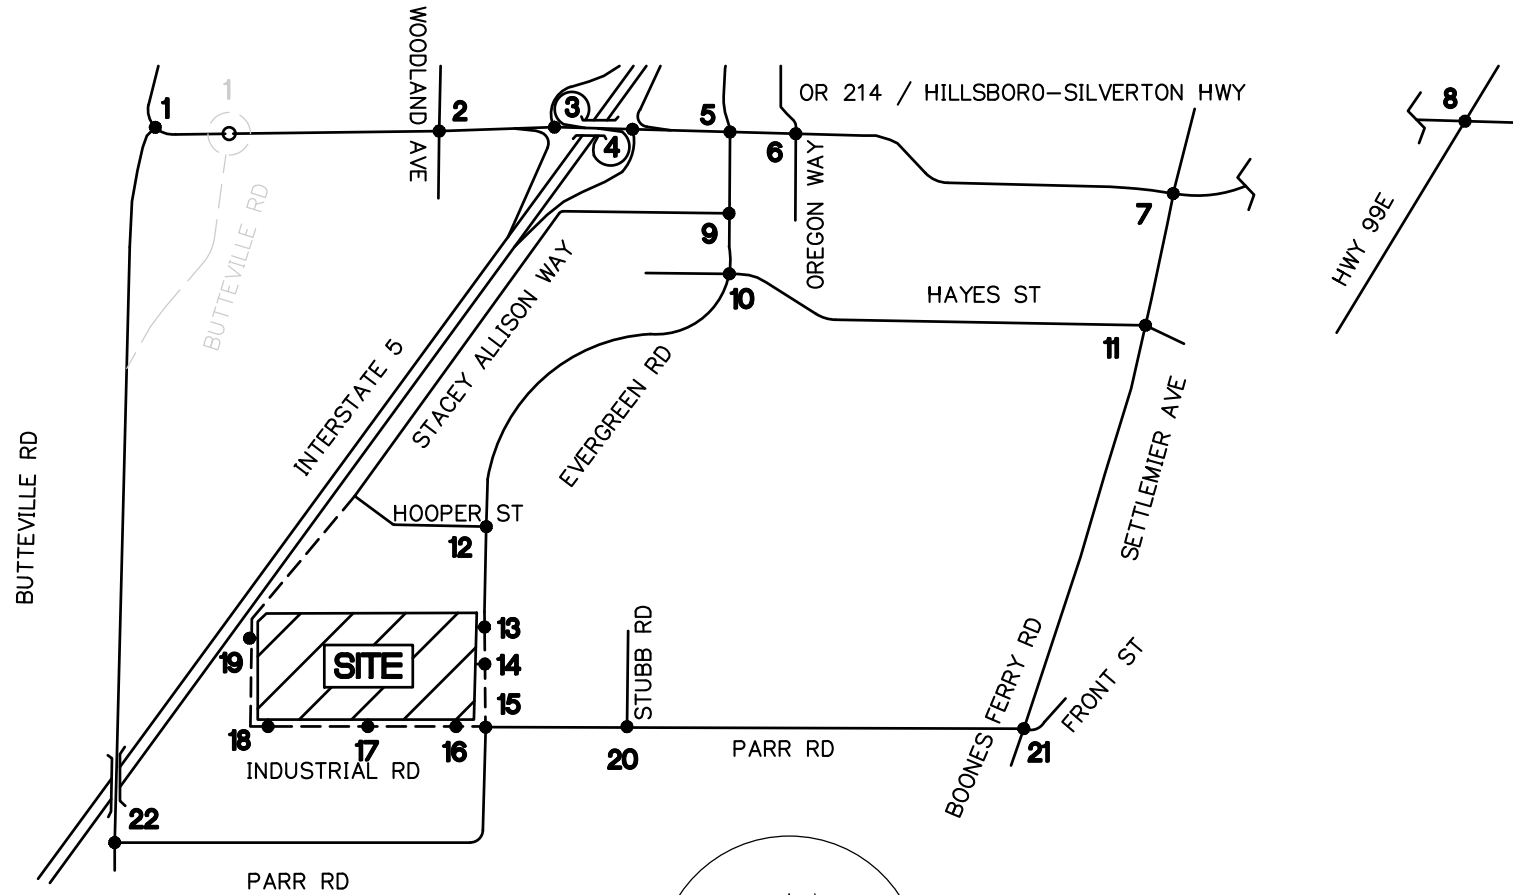 WOODLAND AVE
OR 214 / HILLSBORO-SILVERTON HWY
1
1
2
3
4
5
6
7
8
BUTTEVILLE RD
OREGON WAY
HWY 99E
9
10
HAYES ST
11
INTERSTATE 5
STACEY ALLISON WAY
EVERGREEN RD
SETTLEMIER AVE
BUTTEVILLE RD
HOOPER ST
12
13
14
15
SITE
19
18
17
16
INDUSTRIAL RD
STUBB RD
20
PARR RD
BOONES FERRY RD
FRONT ST
21
22
PARR RD